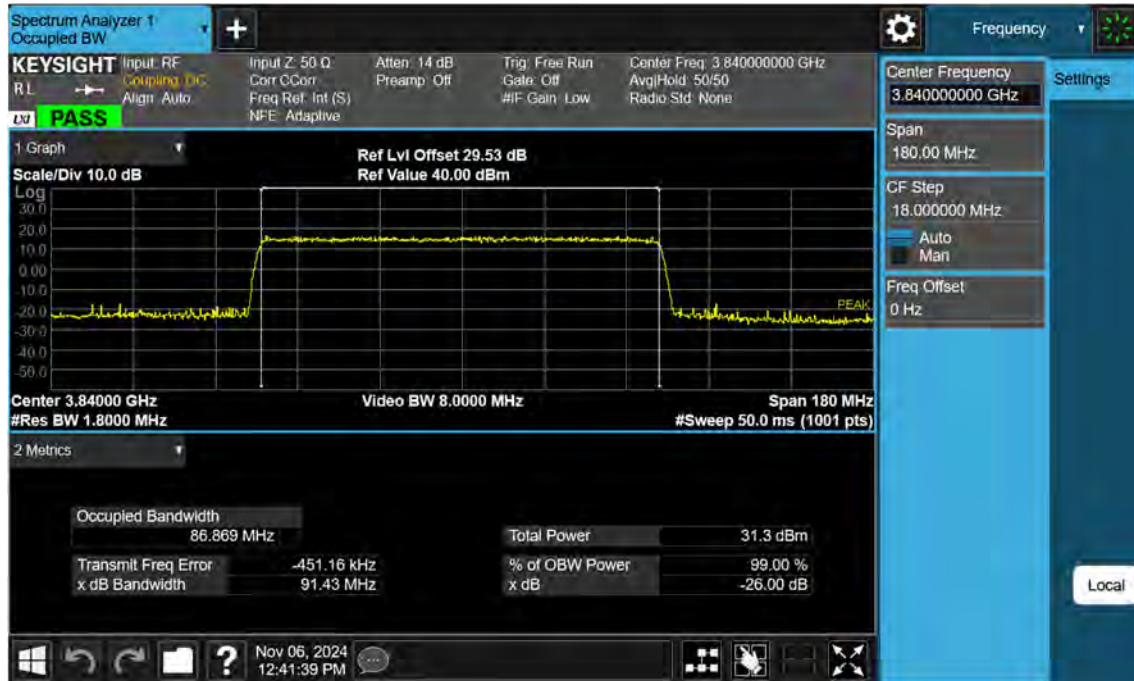 Spectrum Analyzer 1
Occupied BW
+
Frequency
KEYSIGHT Input: RF Input Z: 50 Ω Atten: 14 dB Trig: Free Run Center Freq: 3.840000000 GHz
RL Coupling: DC Corr CCorr Preamp: Off Gate: Off Avg|Hold: 50/50
Align: Auto Freq Ref: Int (S) #IF Gain: Low Radio Std: None
LXI PASS NFE: Adaptive
1 Graph
Ref Lvl Offset 29.53 dB
Scale/Div 10.0 dB Ref Value 40.00 dBm
Log
30.0
20.0
10.0
0.00
-10.0
-20.0
-30.0
-40.0
-50.0
PEAK
Center 3.84000 GHz Video BW 8.0000 MHz Span 180 MHz
#Res BW 1.8000 MHz #Sweep 50.0 ms (1001 pts)
2 Metrics
Occupied Bandwidth
86.869 MHz Total Power 31.3 dBm
Transmit Freq Error -451.16 kHz % of OBW Power 99.00 %
x dB Bandwidth 91.43 MHz x dB -26.00 dB
Center Frequency
3.840000000 GHz
Settings
Span
180.00 MHz
CF Step
18.000000 MHz
Auto
Man
Freq Offset
0 Hz
Local
? Nov 06, 2024
12:41:39 PM